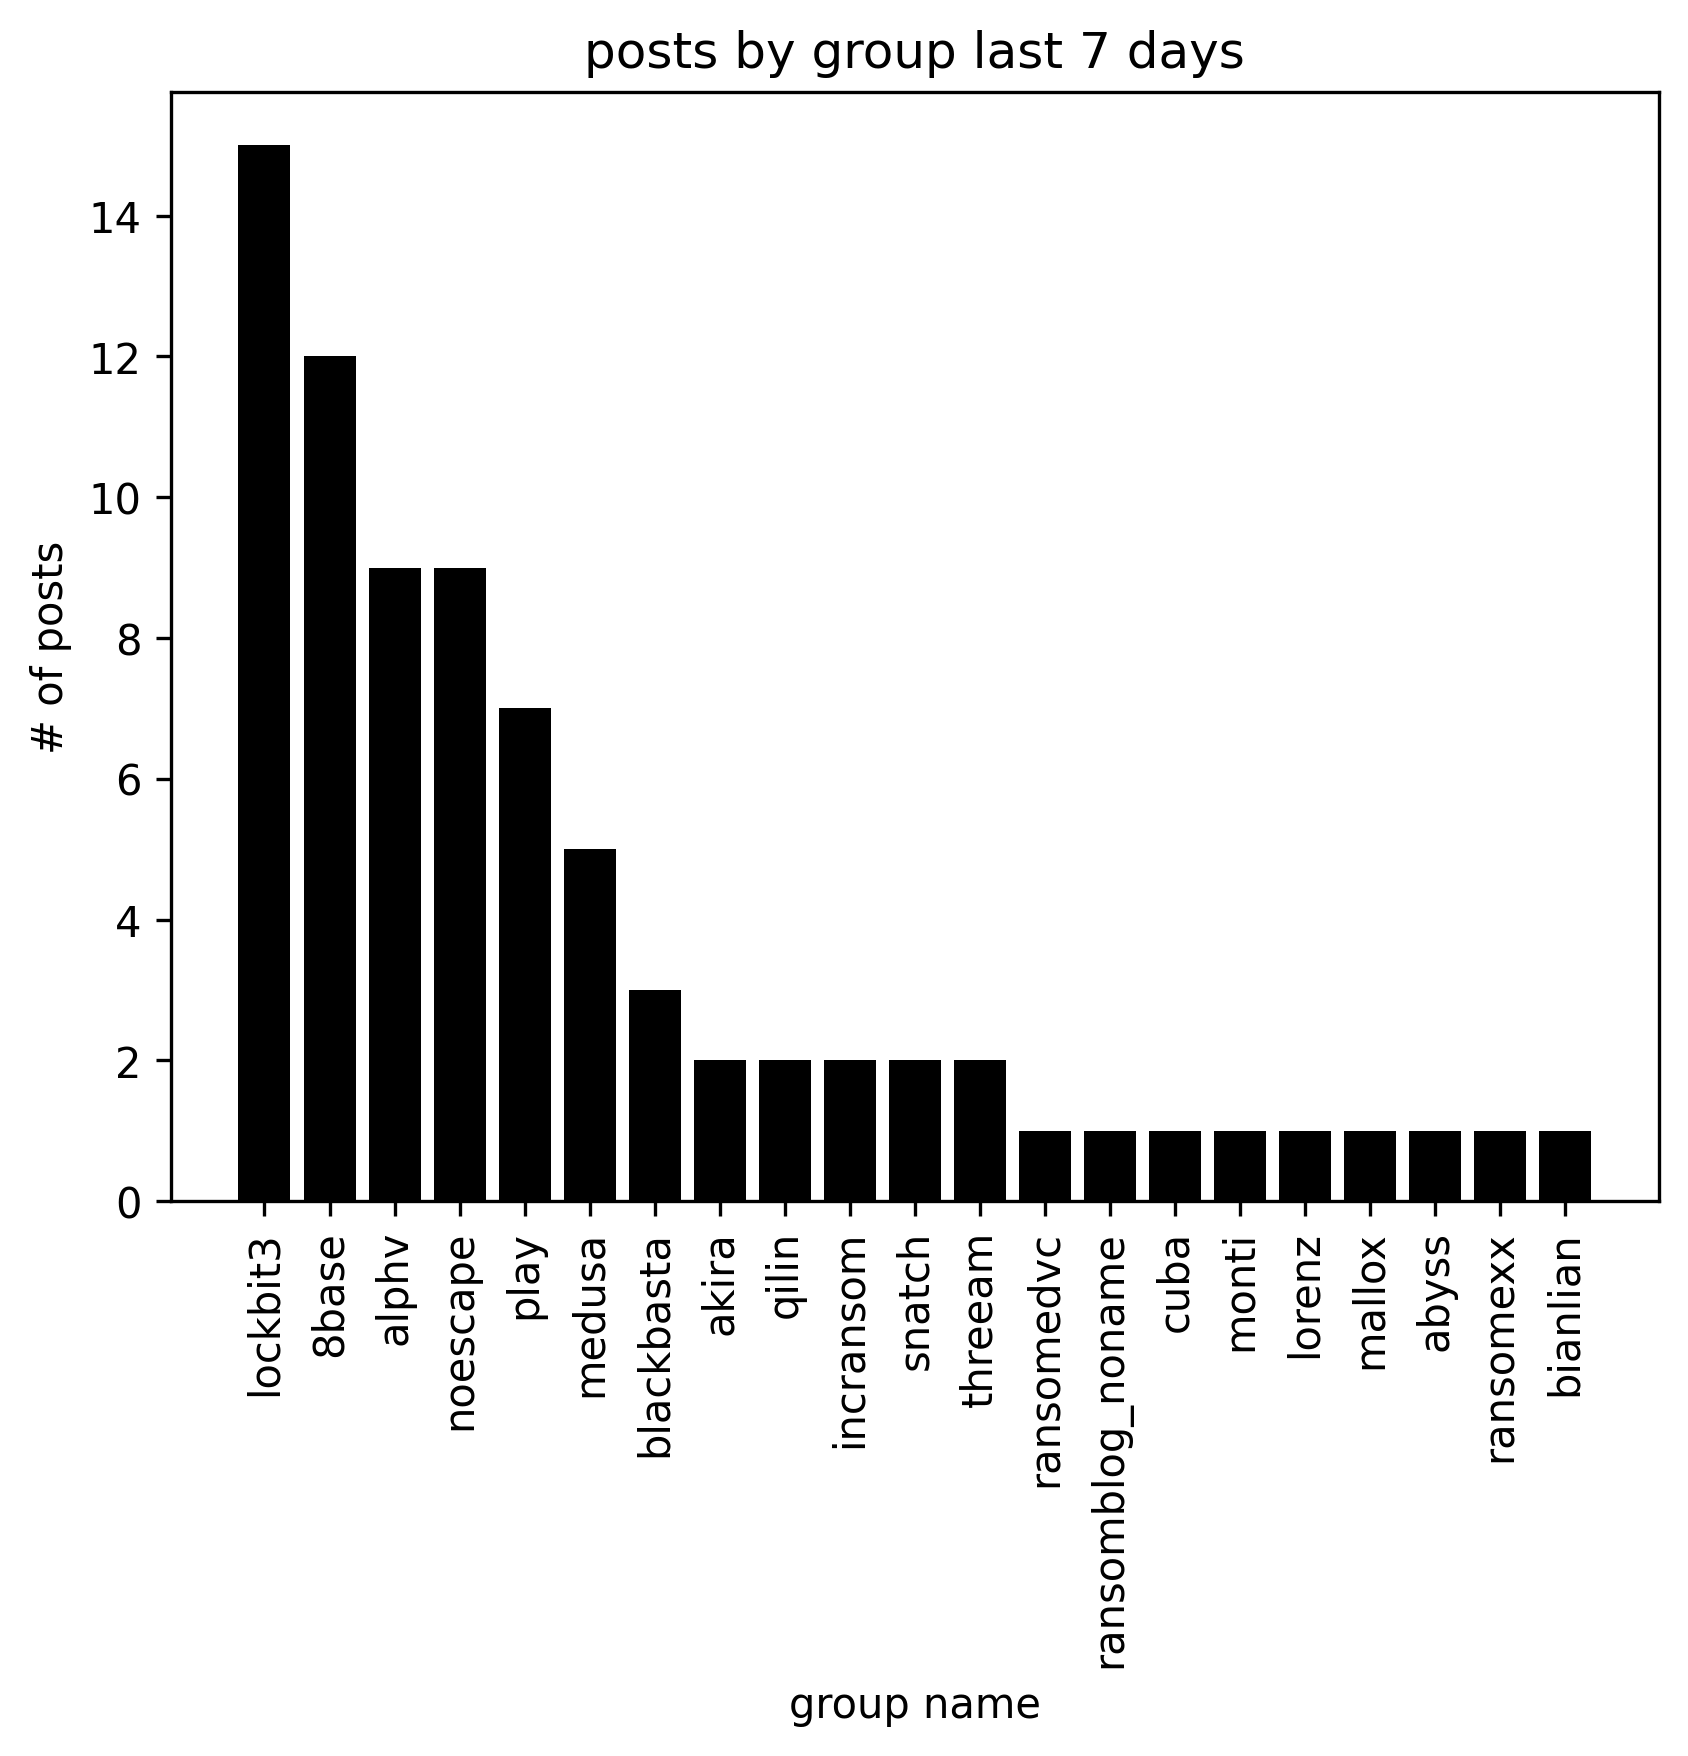 posts by group last 7 days
# of posts
14
12
10
8
6
4
2
0
lockbit3
8base
alphv
noescape
play
medusa
blackbasta
akira
qilin
incransom
snatch
threeam
ransomedvc
ransomblog_noname
cuba
monti
lorenz
mallox
abyss
ransomexx
bianlian
group name